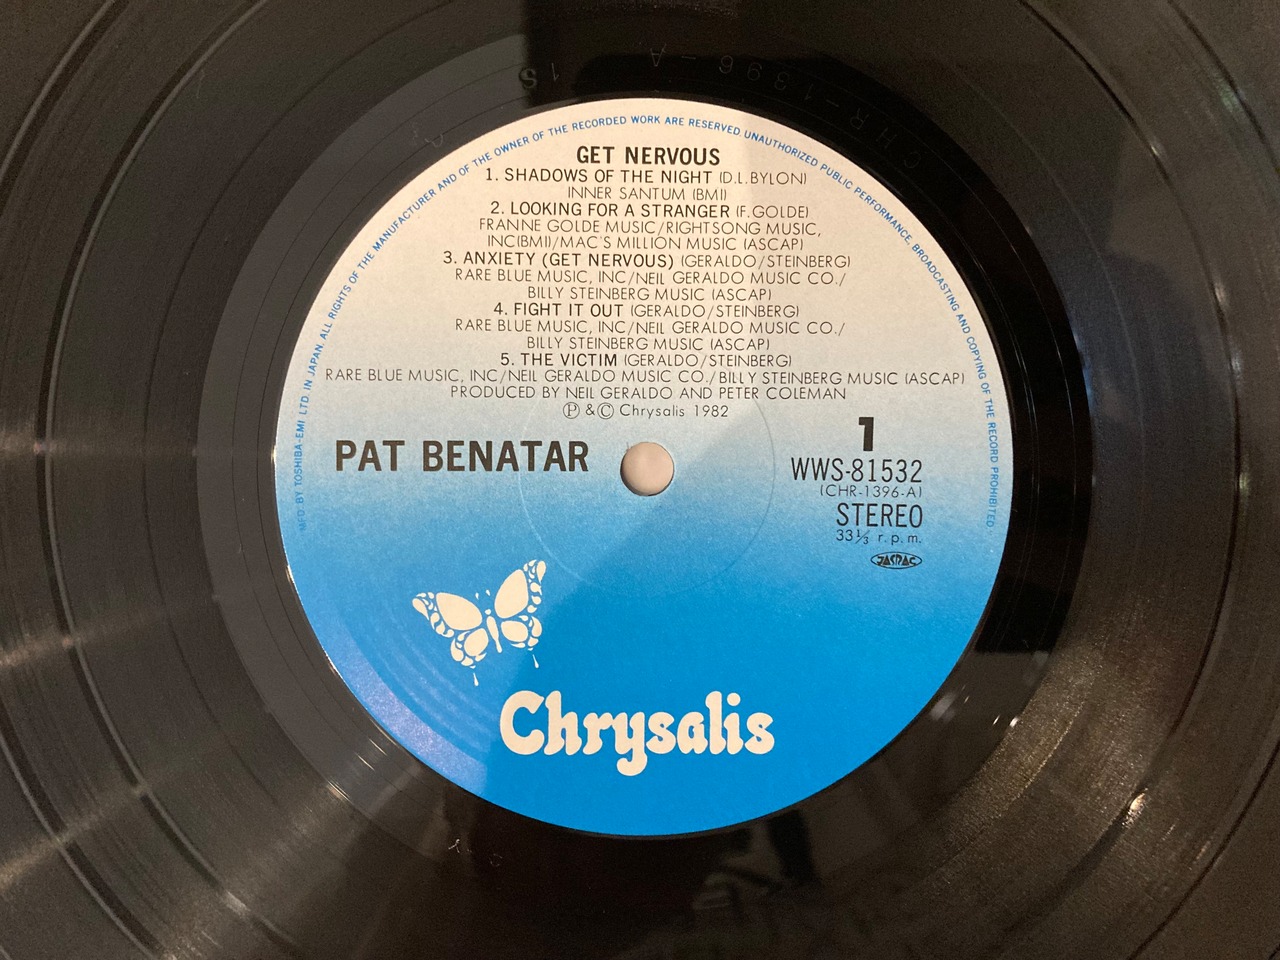 MFD. BY TOSHIBA-EMI LTD. IN JAPAN. ALL RIGHTS OF THE MANUFACTURER AND OF THE OWNER OF THE RECORDED WORK ARE RESERVED. UNAUTHORIZED PUBLIC PERFORMANCE, BROADCASTING AND COPYING OF THE RECORD PROHIBITED
GET NERVOUS
1. SHADOWS OF THE NIGHT (D.L.BYLON)
INNER SANTUM (BMI)
2. LOOKING FOR A STRANGER (F.GOLDE)
FRANNE GOLDE MUSIC/RIGHTSONG MUSIC,
INC(BMI)/MAC'S MILLION MUSIC (ASCAP)
3. ANXIETY (GET NERVOUS) (GERALDO/STEINBERG)
RARE BLUE MUSIC, INC/NEIL GERALDO MUSIC CO./
BILLY STEINBERG MUSIC (ASCAP)
4. FIGHT IT OUT (GERALDO/STEINBERG)
RARE BLUE MUSIC, INC/NEIL GERALDO MUSIC CO./
BILLY STEINBERG MUSIC (ASCAP)
5. THE VICTIM (GERALDO/STEINBERG)
RARE BLUE MUSIC, INC/NEIL GERALDO MUSIC CO./BILLY STEINBERG MUSIC (ASCAP)
PRODUCED BY NEIL GERALDO AND PETER COLEMAN
Ⓟ &Ⓒ Chrysalis 1982
PAT BENATAR
1
WWS-81532
(CHR-1396-A)
STEREO
33⅓ r.p.m.
JASRAC
Chrysalis
CHR-1396-A 1S